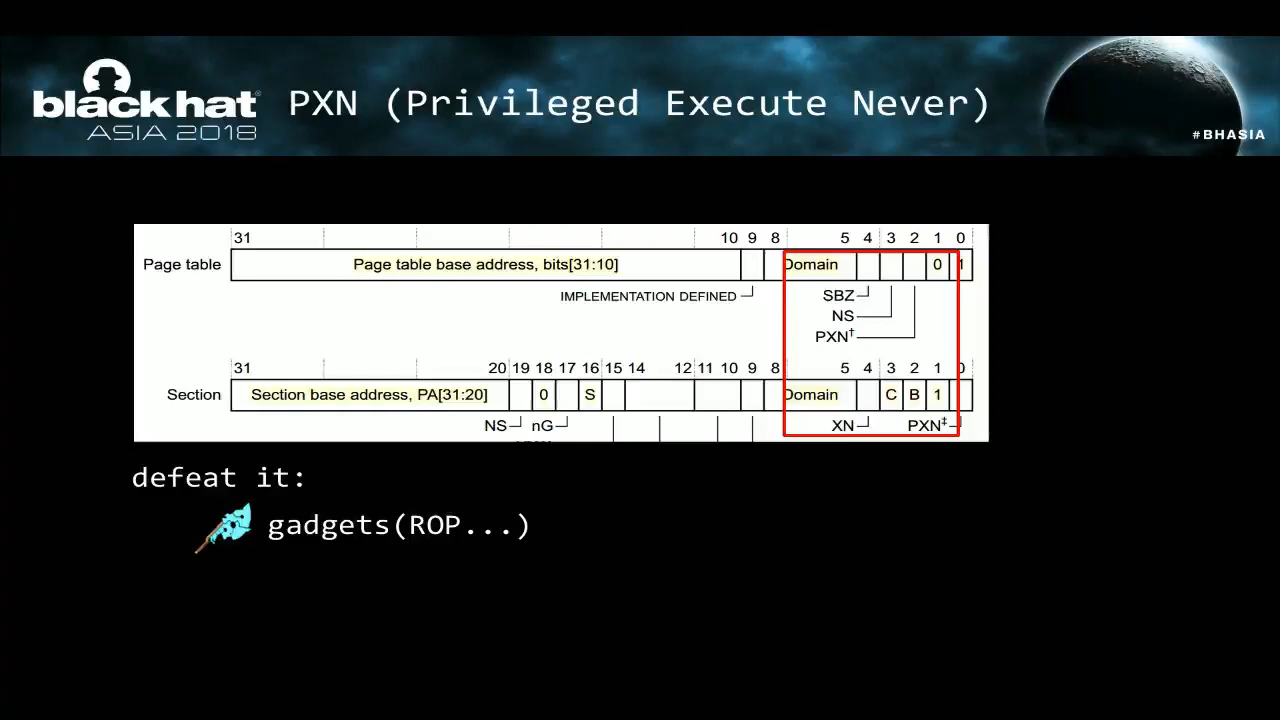 black hat
ASIA 2018
PXN (Privileged Execute Never)
#BHASIA
31 10 9 8 5 4 3 2 1 0
Page table Page table base address, bits[31:10] Domain 0 1
IMPLEMENTATION DEFINED SBZ
NS
PXN†
31 20 19 18 17 16 15 14 12 11 10 9 8 5 4 3 2 1 0
Section Section base address, PA[31:20] 0 S Domain C B 1
NS nG XN PXN‡
defeat it:
gadgets(ROP...)